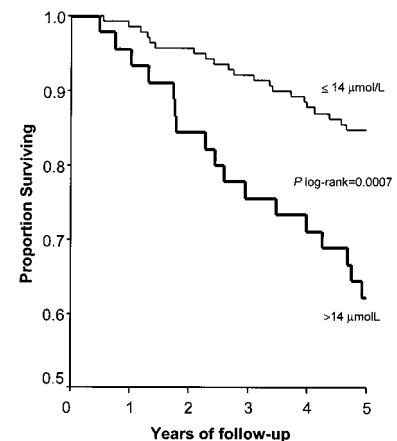 1.0
0.9
0.8
0.7
0.6
0.5
Proportion Surviving
≤ 14 μmol/L
P log-rank=0.0007
>14 μmolL
0 1 2 3 4 5
Years of follow-up